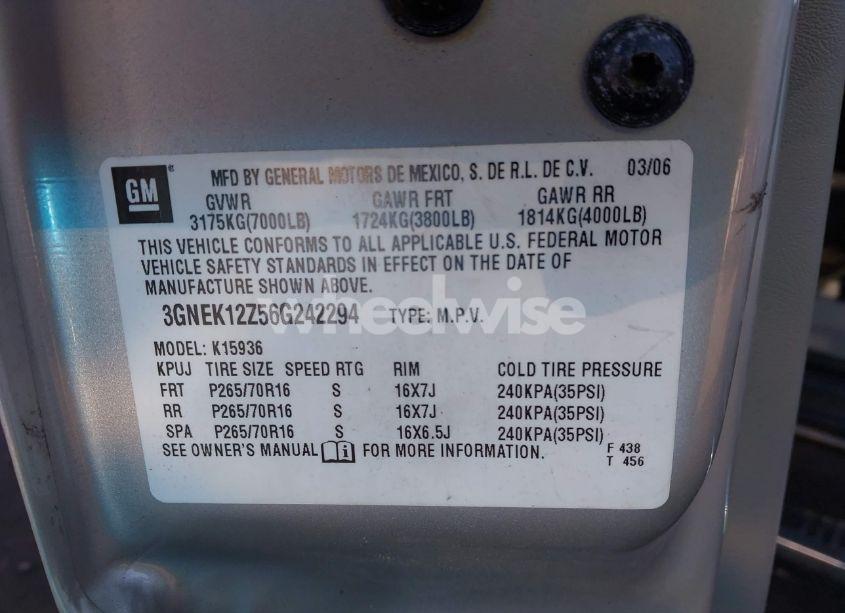 GM ® MFD BY GENERAL MOTORS DE MEXICO, S. DE R.L. DE C.V. 03/06
GVWR GAWR FRT GAWR RR
3175KG(7000LB) 1724KG(3800LB) 1814KG(4000LB)
THIS VEHICLE CONFORMS TO ALL APPLICABLE U.S. FEDERAL MOTOR
VEHICLE SAFETY STANDARDS IN EFFECT ON THE DATE OF
MANUFACTURE SHOWN ABOVE.
3GNEK12Z56G242294 TYPE: M.P.V.
wheelwise
MODEL: K15936
KPUJ TIRE SIZE SPEED RTG RIM COLD TIRE PRESSURE
FRT P265/70R16 S 16X7J 240KPA(35PSI)
RR P265/70R16 S 16X7J 240KPA(35PSI)
SPA P265/70R16 S 16X6.5J 240KPA(35PSI)
SEE OWNER'S MANUAL i FOR MORE INFORMATION.
F 438
T 456